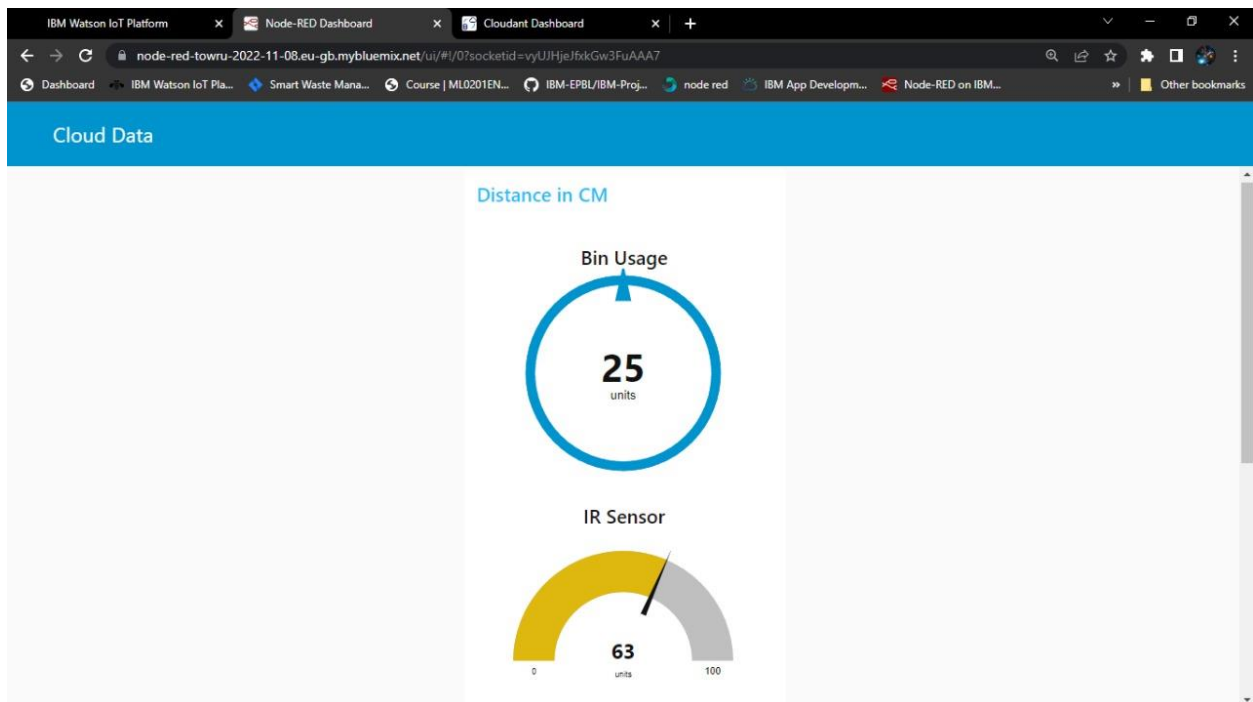 IBM Watson IoT Platform
Node-RED Dashboard
Cloudant Dashboard
node-red-towru-2022-11-08.eu-gb.mybluemix.net/ui/#!/0?socketid=vyUJHjeJfxkGw3FuAAA7
Dashboard
IBM Watson IoT Pla...
Smart Waste Mana...
Course | ML0201EN...
IBM-EPBL/IBM-Proj...
node red
IBM App Developm...
Node-RED on IBM...
»
Other bookmarks
Cloud Data
Distance in CM
Bin Usage
25
units
IR Sensor
63
units
0
100